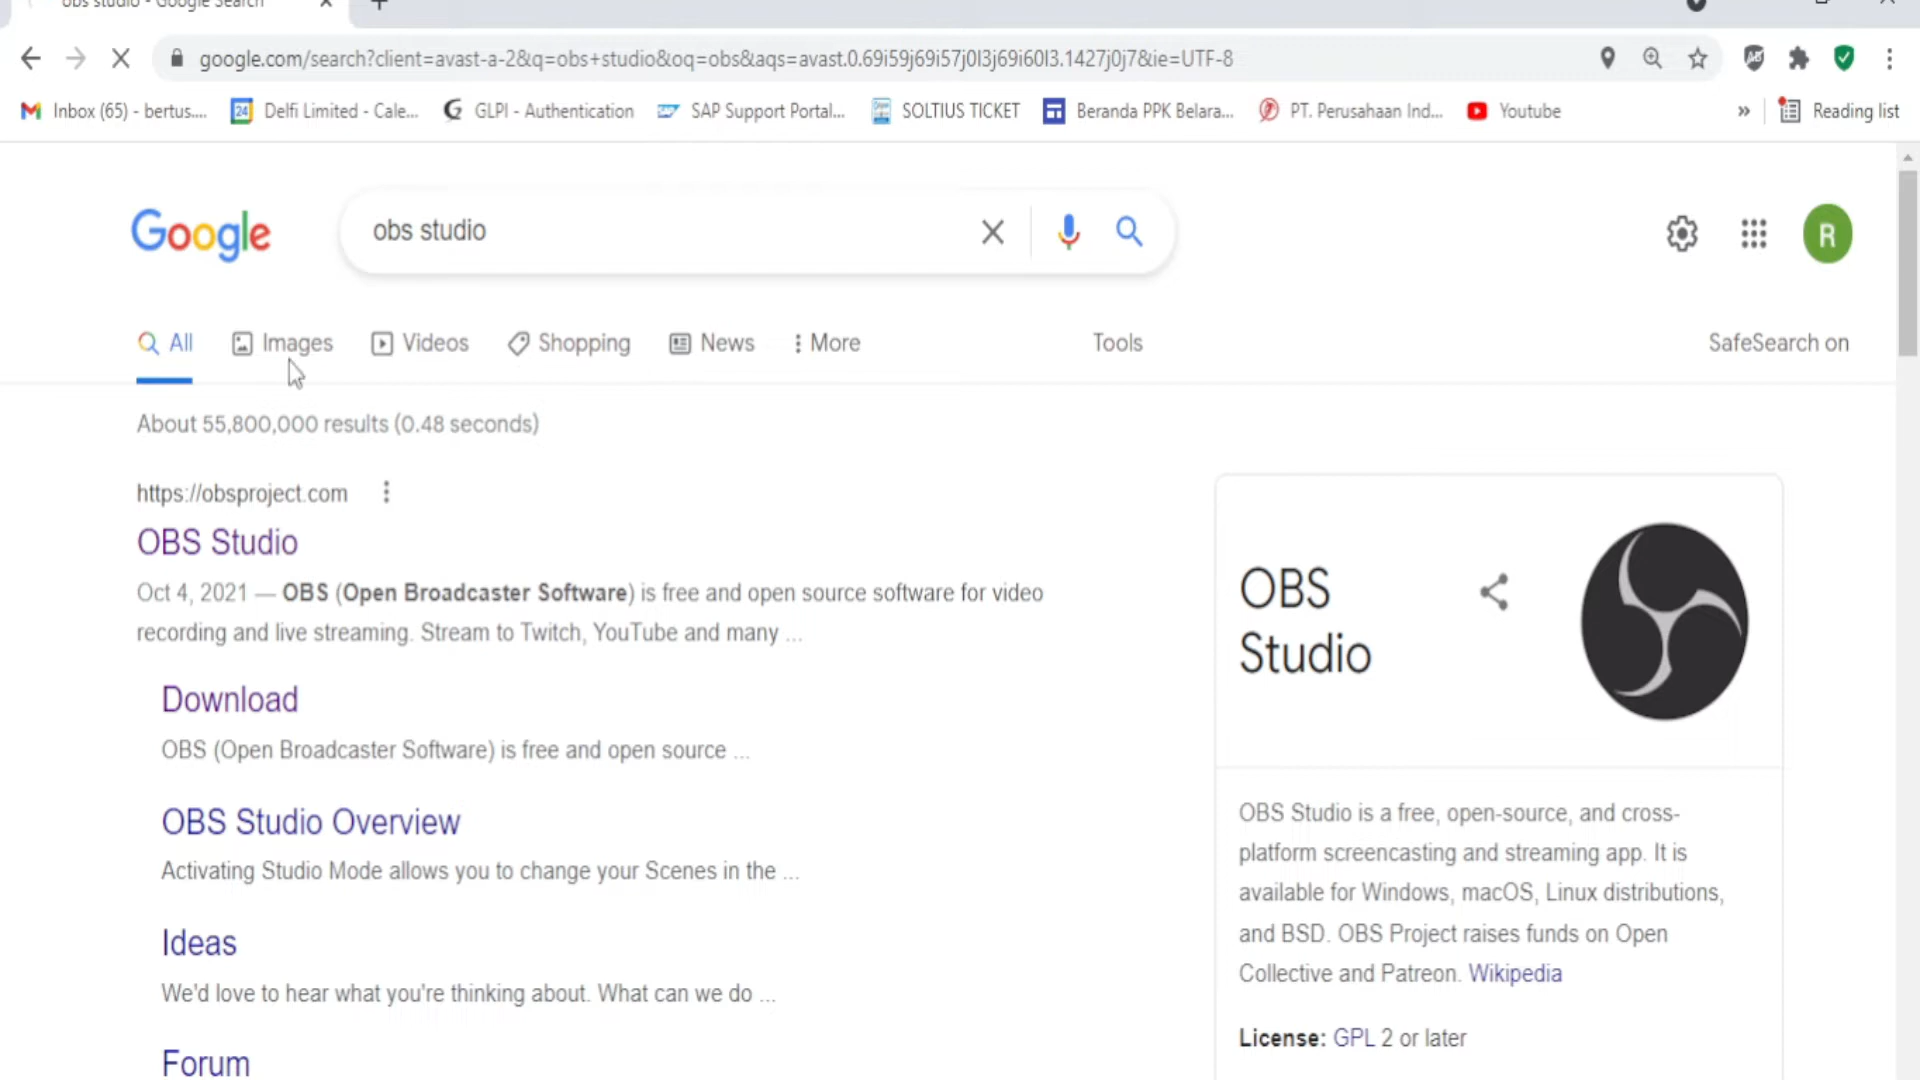 obs studio - Google Search
google.com/search?client=avast-a-2&q=obs+studio&oq=obs&aqs=avast.0.69i59j69i57j0l3j69i60l3.1427j0j7&ie=UTF-8
Inbox (65) - bertus.... 24 Delfi Limited - Cale... GLPI - Authentication SAP Support Portal... SOLTIUS TICKET Beranda PPK Belara... PT. Perusahaan Ind... Youtube » Reading list
Google obs studio R
All Images Videos Shopping News More Tools SafeSearch on
About 55,800,000 results (0.48 seconds)
https://obsproject.com
OBS Studio
Oct 4, 2021 — OBS (Open Broadcaster Software) is free and open source software for video
recording and live streaming. Stream to Twitch, YouTube and many ...
Download
OBS (Open Broadcaster Software) is free and open source ...
OBS Studio Overview
Activating Studio Mode allows you to change your Scenes in the ...
Ideas
We'd love to hear what you're thinking about. What can we do ...
Forum
OBS
Studio
OBS Studio is a free, open-source, and cross-
platform screencasting and streaming app. It is
available for Windows, macOS, Linux distributions,
and BSD. OBS Project raises funds on Open
Collective and Patreon. Wikipedia
License: GPL 2 or later